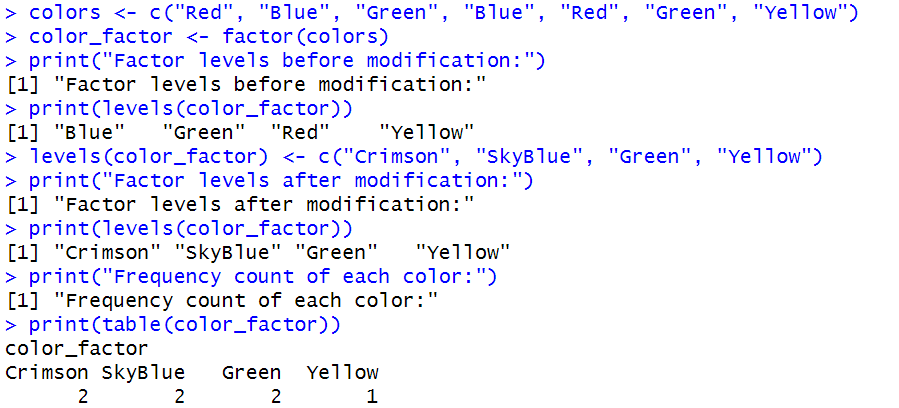 > colors <- c("Red", "Blue", "Green", "Blue", "Red", "Green", "Yellow")
> color_factor <- factor(colors)
> print("Factor levels before modification:")
[1] "Factor levels before modification:"
> print(levels(color_factor))
[1] "Blue"   "Green"  "Red"    "Yellow"
> levels(color_factor) <- c("Crimson", "SkyBlue", "Green", "Yellow")
> print("Factor levels after modification:")
[1] "Factor levels after modification:"
> print(levels(color_factor))
[1] "Crimson" "SkyBlue" "Green"   "Yellow"
> print("Frequency count of each color:")
[1] "Frequency count of each color:"
> print(table(color_factor))
color_factor
Crimson SkyBlue   Green  Yellow
      2       2       2       1